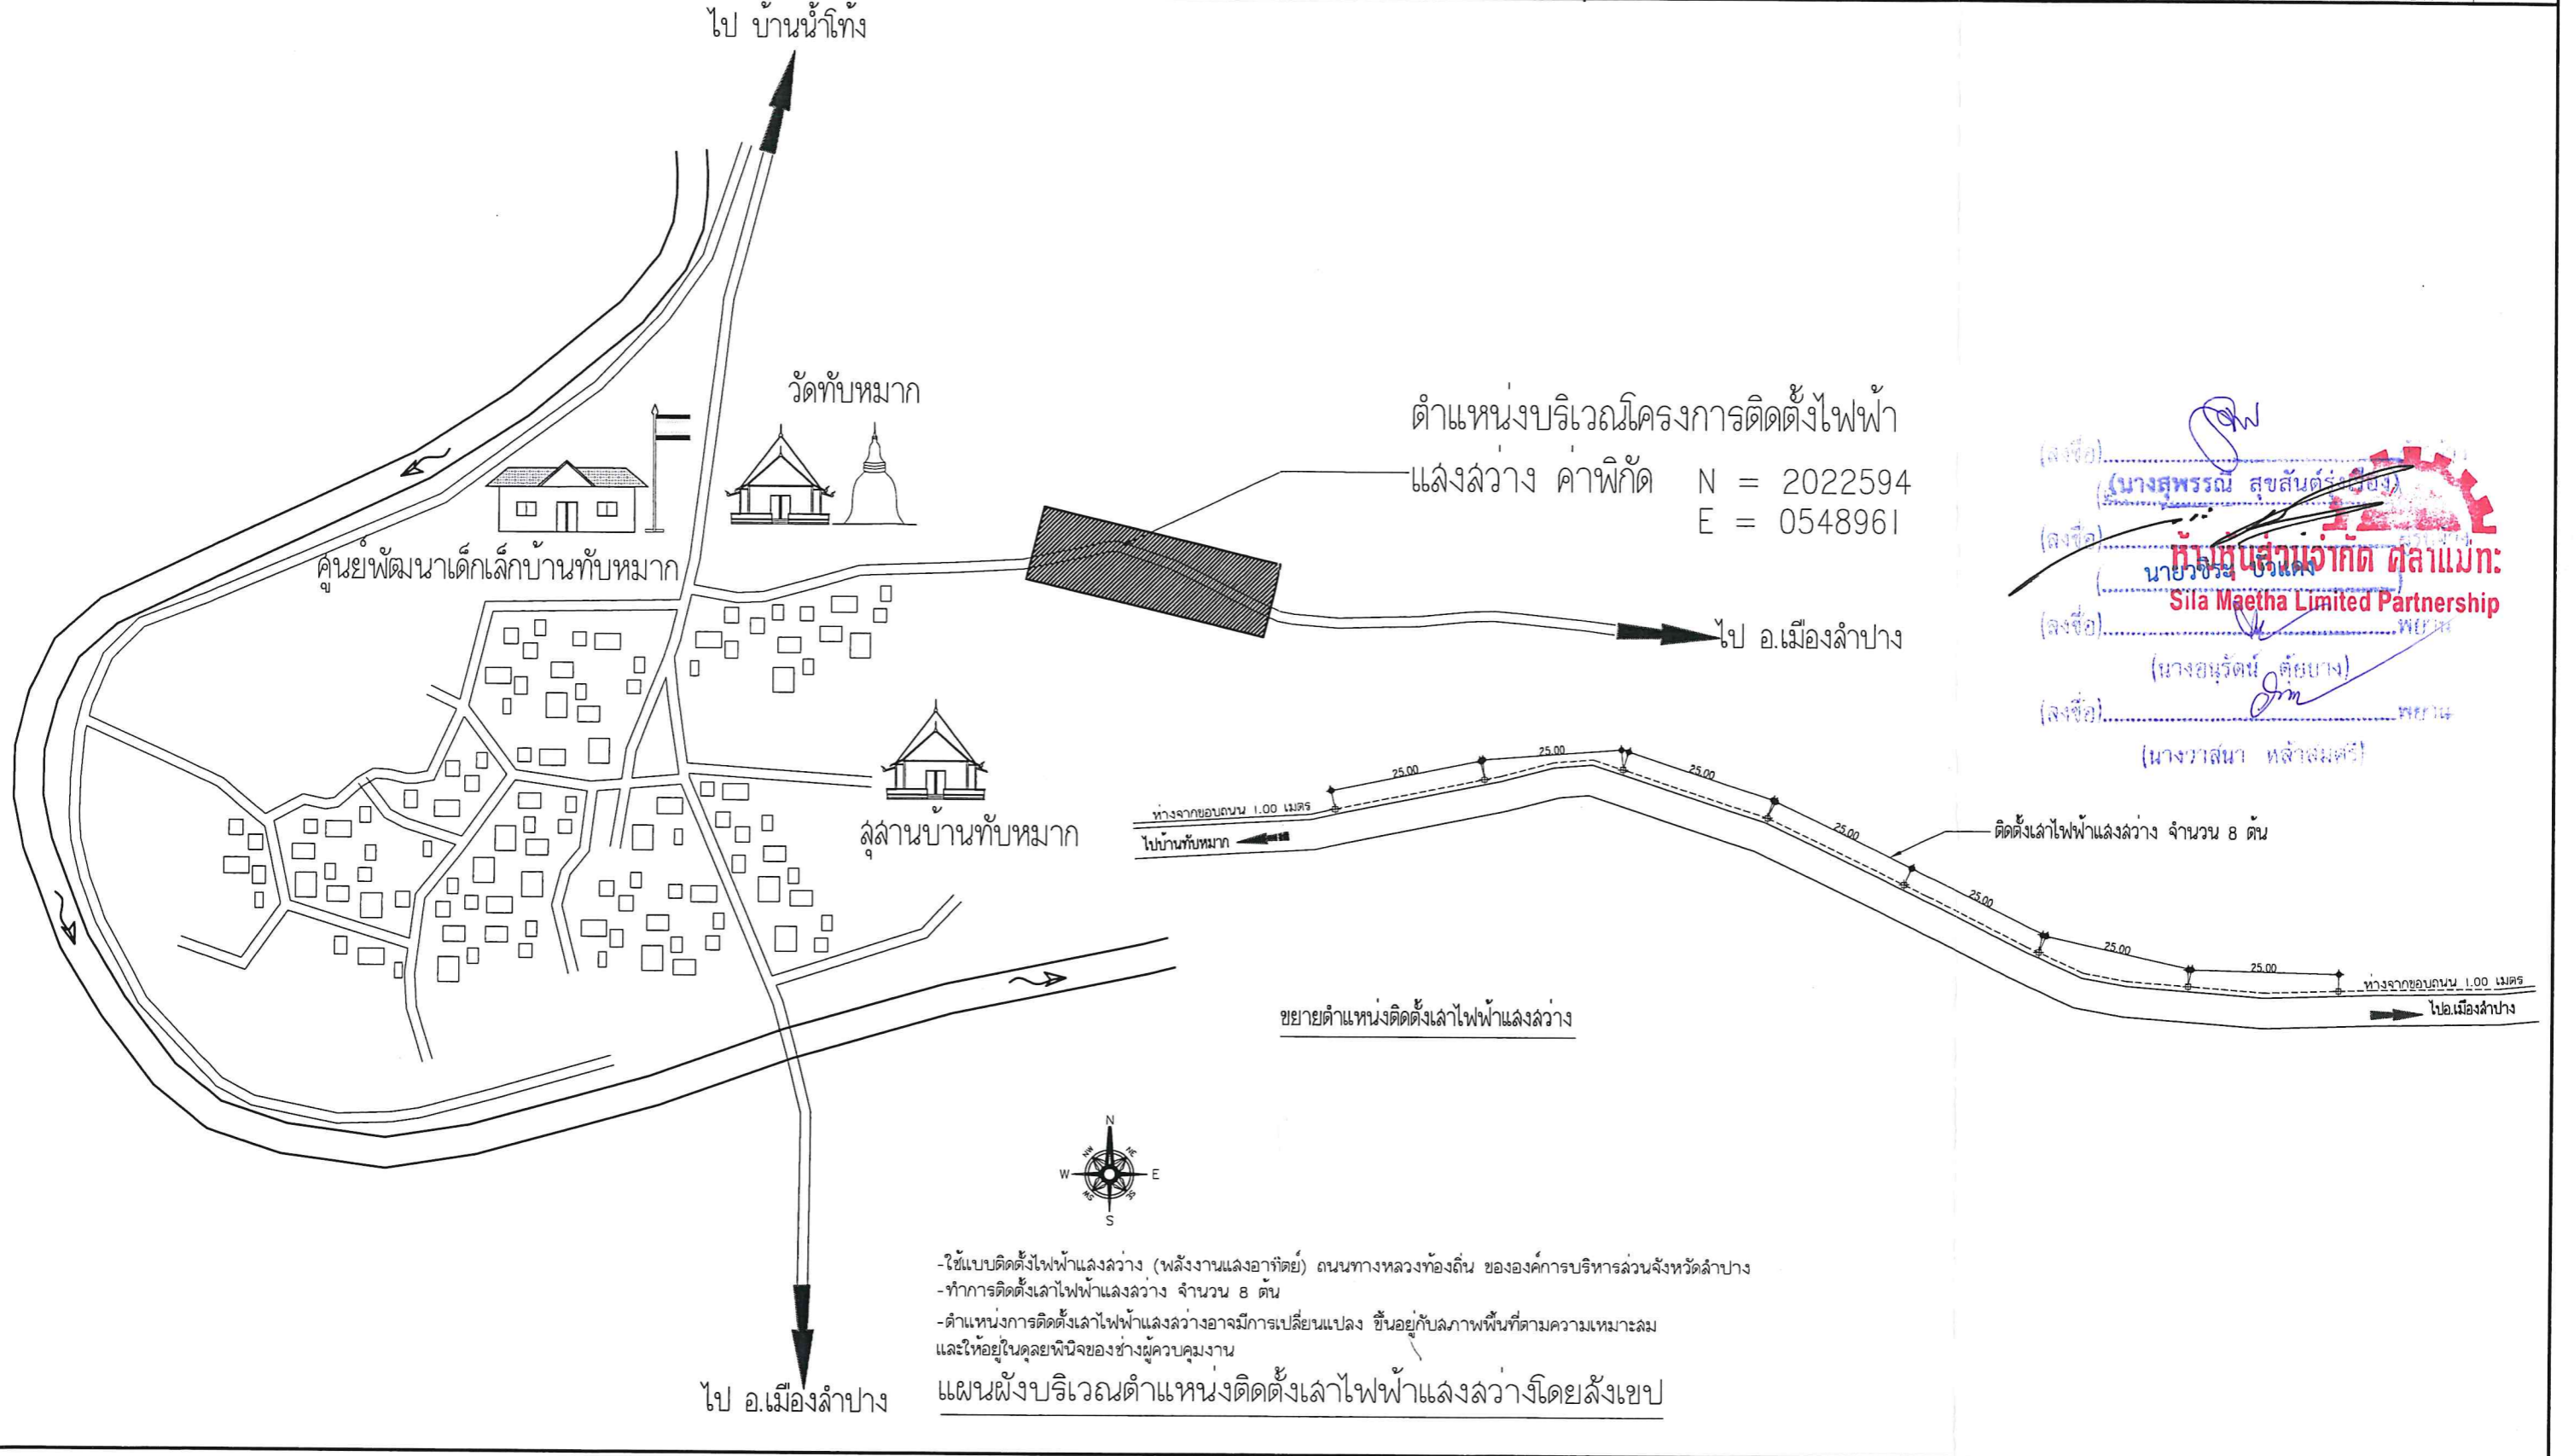 ไป บ้านน้ำโท้ง
วัดทับหมาก
ศูนย์พัฒนาเด็กเล็กบ้านทับหมาก
ตำแหน่งบริเวณโครงการติดตั้งไฟฟ้า
แสงสว่าง ค่าพิกัด N = 2022594
E = 0548961
ไป อ.เมืองลำปาง
สุสานบ้านทับหมาก
(ลงชื่อ)
(นางสุพรรณี สุขสันต์รุ่งเรือง)
(ลงชื่อ)
ห้างหุ้นส่วนจำกัด ศิลาแม่ทะ
นายวชิระ บัวแดง
Sila Maetha Limited Partnership
(ลงชื่อ) พยาน
(นางอนุรัตน์ ตุ้ยบาง)
(ลงชื่อ) พยาน
(นางวาสนา หล้าสมศรี)
25.00
25.00
25.00
25.00
25.00
25.00
25.00
ห่างจากขอบถนน 1.00 เมตร
ไปบ้านทับหมาก
ติดตั้งเสาไฟฟ้าแสงสว่าง จำนวน 8 ต้น
ห่างจากขอบถนน 1.00 เมตร
ไปอ.เมืองลำปาง
ขยายตำแหน่งติดตั้งเสาไฟฟ้าแสงสว่าง
N
NW NE
W E
SW SE
S
-ใช้แบบติดตั้งไฟฟ้าแสงสว่าง (พลังงานแสงอาทิตย์) ถนนทางหลวงท้องถิ่น ขององค์การบริหารส่วนจังหวัดลำปาง
-ทำการติดตั้งเสาไฟฟ้าแสงสว่าง จำนวน 8 ต้น
-ตำแหน่งการติดตั้งเสาไฟฟ้าแสงสว่างอาจมีการเปลี่ยนแปลง ขึ้นอยู่กับสภาพพื้นที่ตามความเหมาะสม
และให้อยู่ในดุลยพินิจของช่างผู้ควบคุมงาน
ไป อ.เมืองลำปาง
แผนผังบริเวณตำแหน่งติดตั้งเสาไฟฟ้าแสงสว่างโดยสังเขป